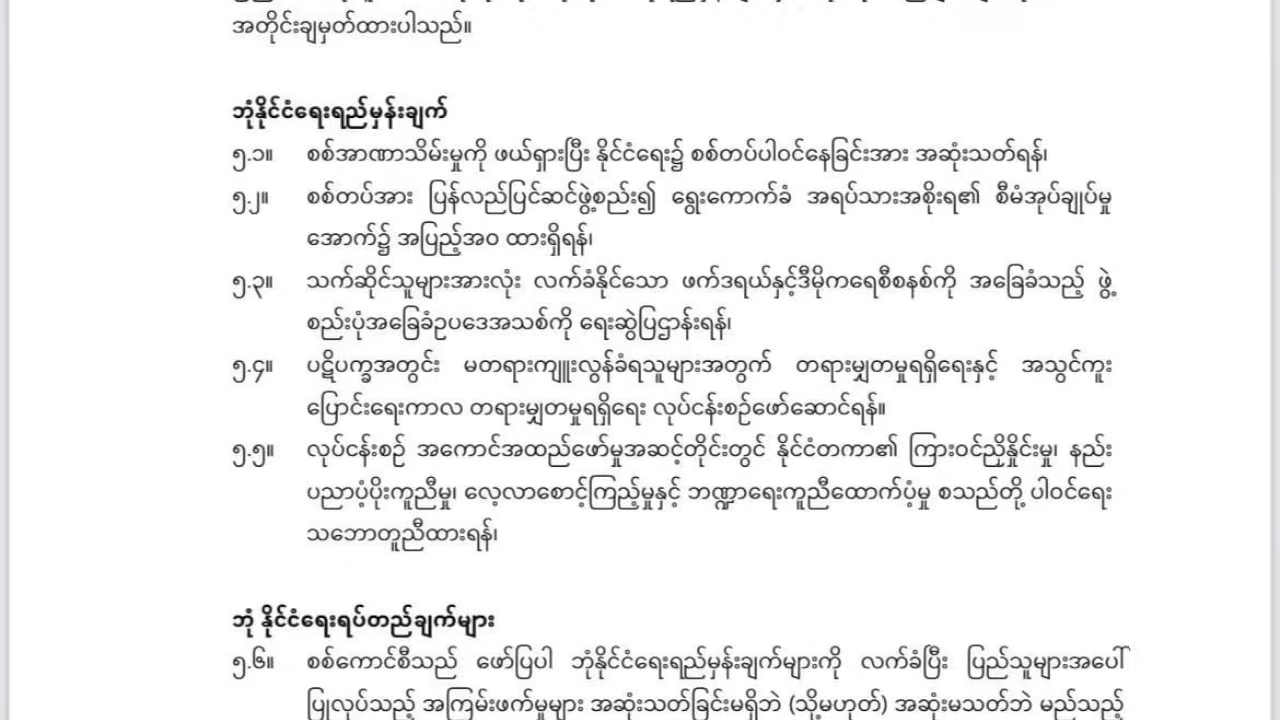 အတိုင်းချမှတ်ထားပါသည်။
ဘုံနိုင်ငံရေးရည်မှန်းချက်
၅.၁။ စစ်အာဏာသိမ်းမှုကို ဖယ်ရှားပြီး နိုင်ငံရေး၌ စစ်တပ်ပါဝင်နေခြင်းအား အဆုံးသတ်ရန်၊
၅.၂။ စစ်တပ်အား ပြန်လည်ပြင်ဆင်ဖွဲ့စည်း၍ ရွေးကောက်ခံ အရပ်သားအစိုးရ၏ စီမံအုပ်ချုပ်မှု
အောက်၌ အပြည့်အဝ ထားရှိရန်၊
၅.၃။ သက်ဆိုင်သူများအားလုံး လက်ခံနိုင်သော ဖက်ဒရယ်နှင့်ဒီမိုကရေစီစနစ်ကို အခြေခံသည့် ဖွဲ့
စည်းပုံအခြေခံဥပဒေအသစ်ကို ရေးဆွဲပြဌာန်းရန်၊
၅.၄။ ပဋိပက္ခအတွင်း မတရားကျူးလွန်ခံရသူများအတွက် တရားမျှတမှုရရှိရေးနှင့် အသွင်ကူး
ပြောင်းရေးကာလ တရားမျှတမှုရရှိရေး လုပ်ငန်းစဉ်ဖော်ဆောင်ရန်။
၅.၅။ လုပ်ငန်းစဉ် အကောင်အထည်ဖော်မှုအဆင့်တိုင်းတွင် နိုင်ငံတကာ၏ ကြားဝင်ညှိနှိုင်းမှု၊ နည်း
ပညာပံ့ပိုးကူညီမှု၊ လေ့လာစောင့်ကြည့်မှုနှင့် ဘဏ္ဍာရေးကူညီထောက်ပံ့မှု စသည်တို့ ပါဝင်ရေး
သဘောတူညီထားရန်၊
ဘုံ နိုင်ငံရေးရပ်တည်ချက်များ
၅.၆။ စစ်ကောင်စီသည် ဖော်ပြပါ ဘုံနိုင်ငံရေးရည်မှန်းချက်များကို လက်ခံပြီး ပြည်သူများအပေါ်
ပြုလုပ်သည့် အကြမ်းဖက်မှုများ အဆုံးသတ်ခြင်းမရှိဘဲ (သို့မဟုတ်) အဆုံးမသတ်ဘဲ မည်သည့်